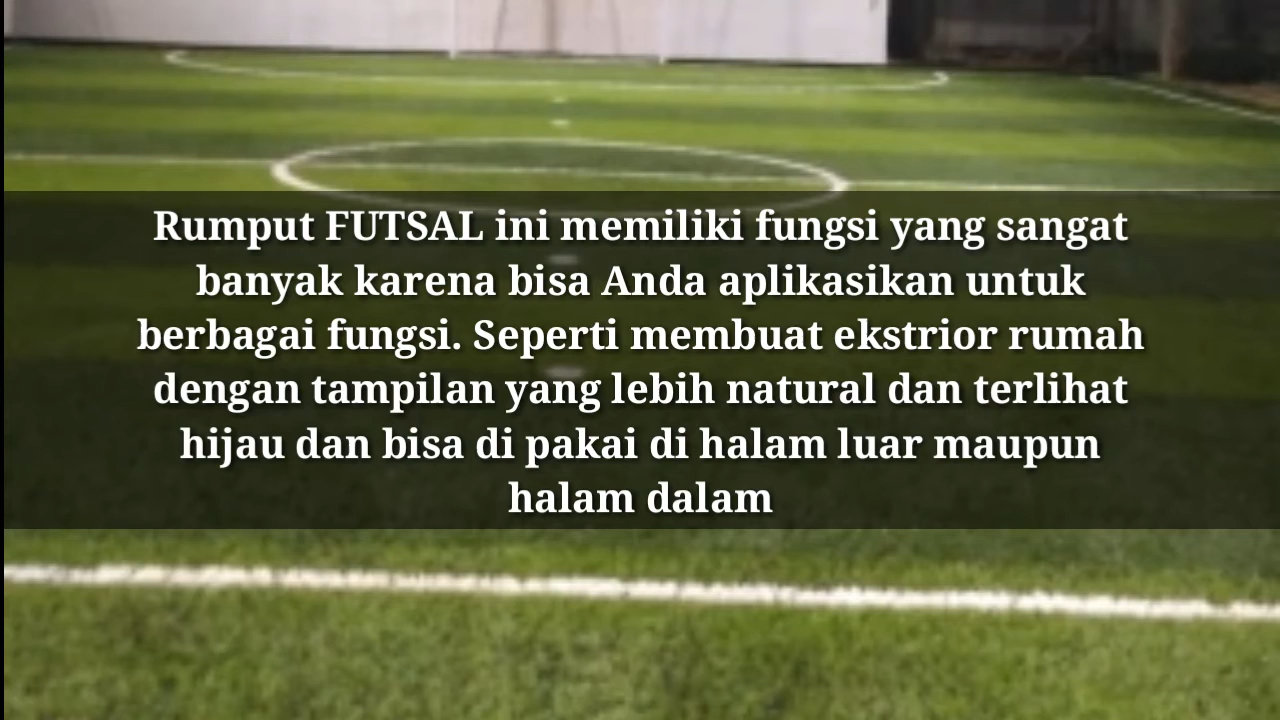 Rumput FUTSAL ini memiliki fungsi yang sangat
banyak karena bisa Anda aplikasikan untuk
berbagai fungsi. Seperti membuat ekstrior rumah
dengan tampilan yang lebih natural dan terlihat
hijau dan bisa di pakai di halam luar maupun
halam dalam